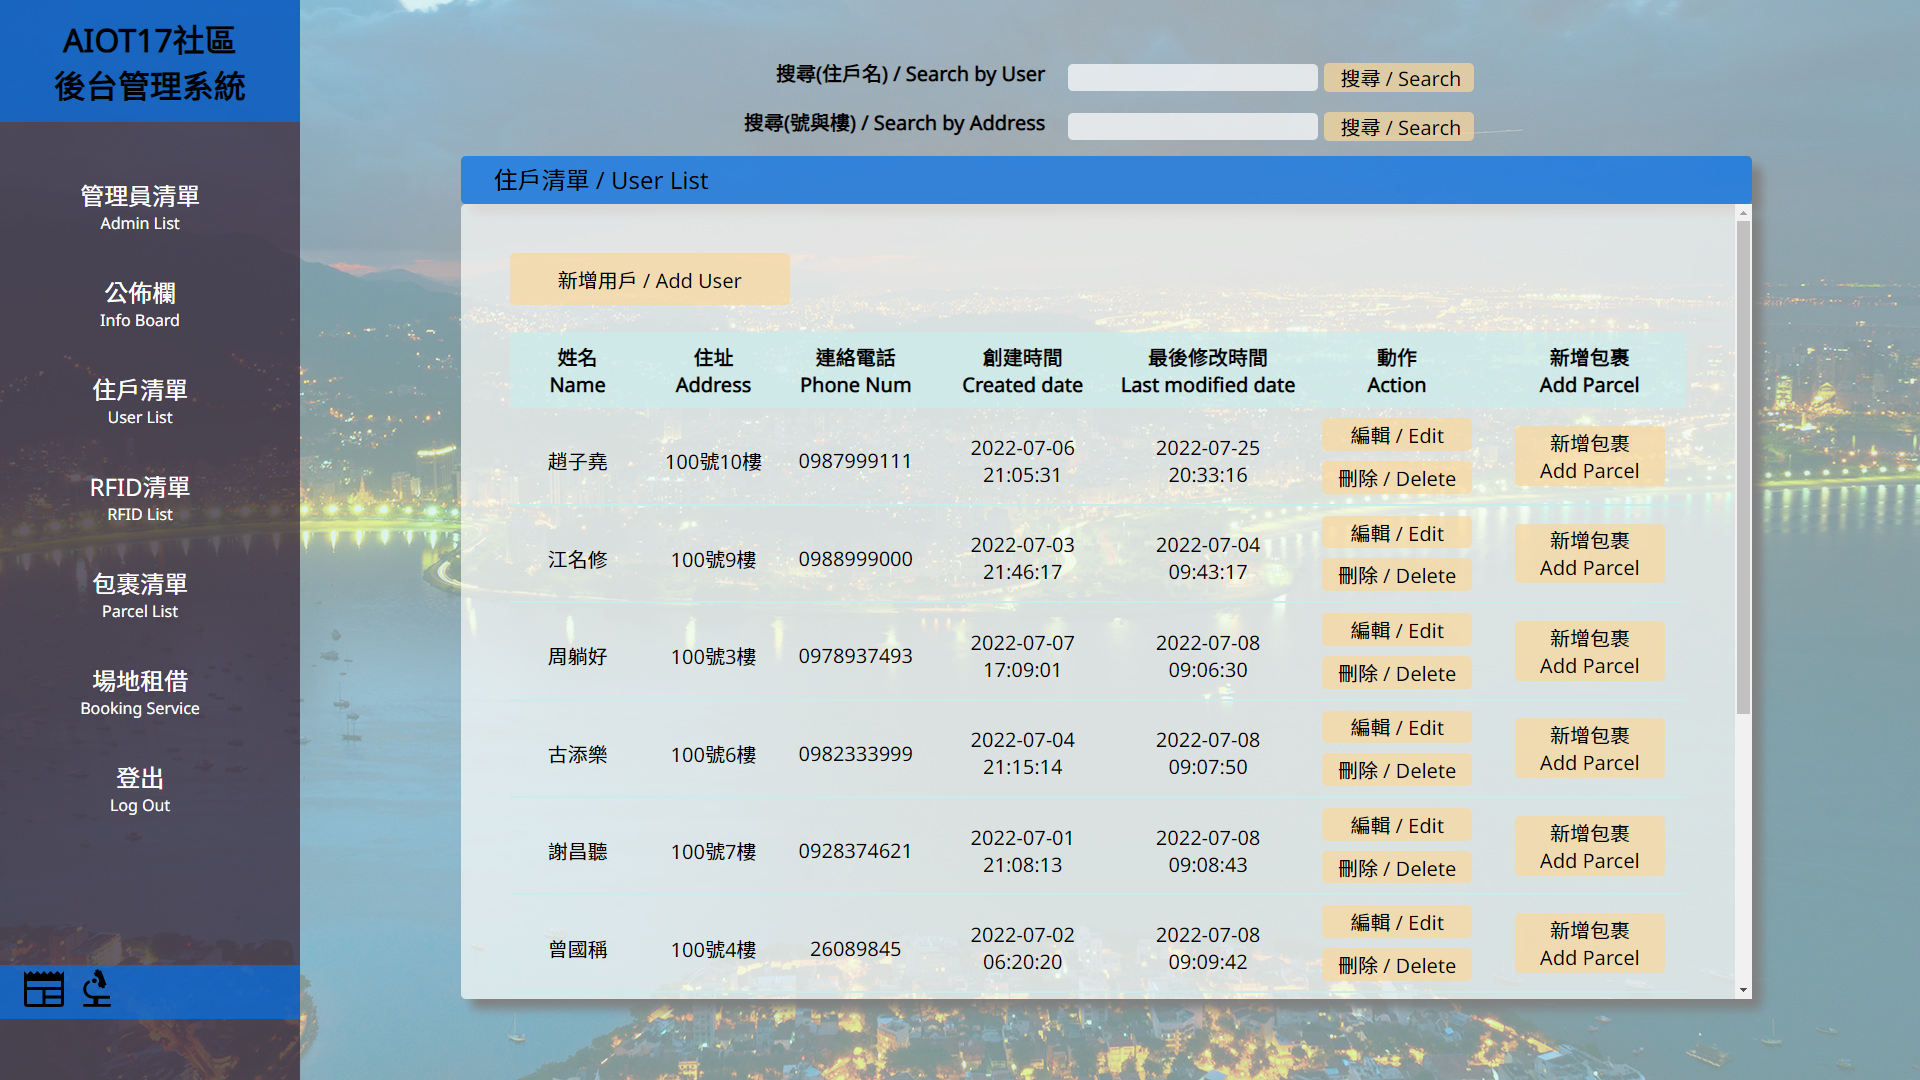 AIOT17社區
後台管理系統
管理員清單
Admin List
公佈欄
Info Board
住戶清單
User List
RFID清單
RFID List
包裹清單
Parcel List
場地租借
Booking Service
登出
Log Out
搜尋(住戶名) / Search by User
搜尋 / Search
搜尋(號與樓) / Search by Address
搜尋 / Search
住戶清單 / User List
新增用戶 / Add User
姓名 住址 連絡電話 創建時間 最後修改時間 動作 新增包裹
Name Address Phone Num Created date Last modified date Action Add Parcel
趙子堯 100號10樓 0987999111 2022-07-06 21:05:31 2022-07-25 20:33:16 編輯 / Edit 刪除 / Delete 新增包裹 Add Parcel
江名修 100號9樓 0988999000 2022-07-03 21:46:17 2022-07-04 09:43:17 編輯 / Edit 刪除 / Delete 新增包裹 Add Parcel
周躺好 100號3樓 0978937493 2022-07-07 17:09:01 2022-07-08 09:06:30 編輯 / Edit 刪除 / Delete 新增包裹 Add Parcel
古添樂 100號6樓 0982333999 2022-07-04 21:15:14 2022-07-08 09:07:50 編輯 / Edit 刪除 / Delete 新增包裹 Add Parcel
謝昌聽 100號7樓 0928374621 2022-07-01 21:08:13 2022-07-08 09:08:43 編輯 / Edit 刪除 / Delete 新增包裹 Add Parcel
曾國稱 100號4樓 26089845 2022-07-02 06:20:20 2022-07-08 09:09:42 編輯 / Edit 刪除 / Delete 新增包裹 Add Parcel